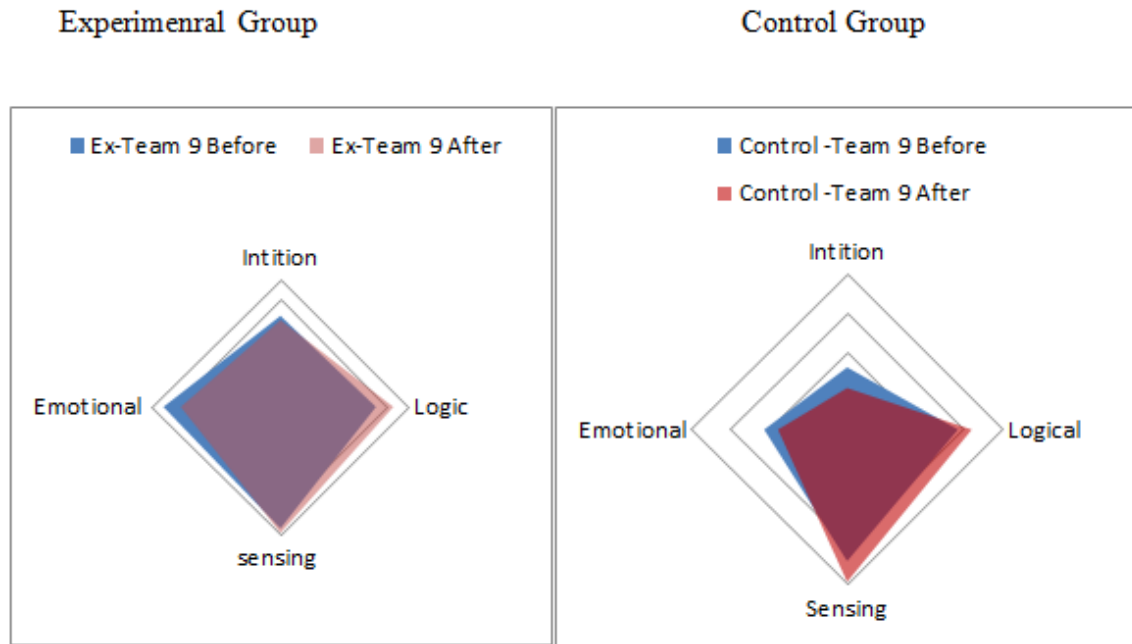 Experimenral Group
Control Group
Ex-Team 9 Before
Ex-Team 9 After
Intition
Emotional
Logic
sensing
Control -Team 9 Before
Control -Team 9 After
Intition
Emotional
Logical
Sensing